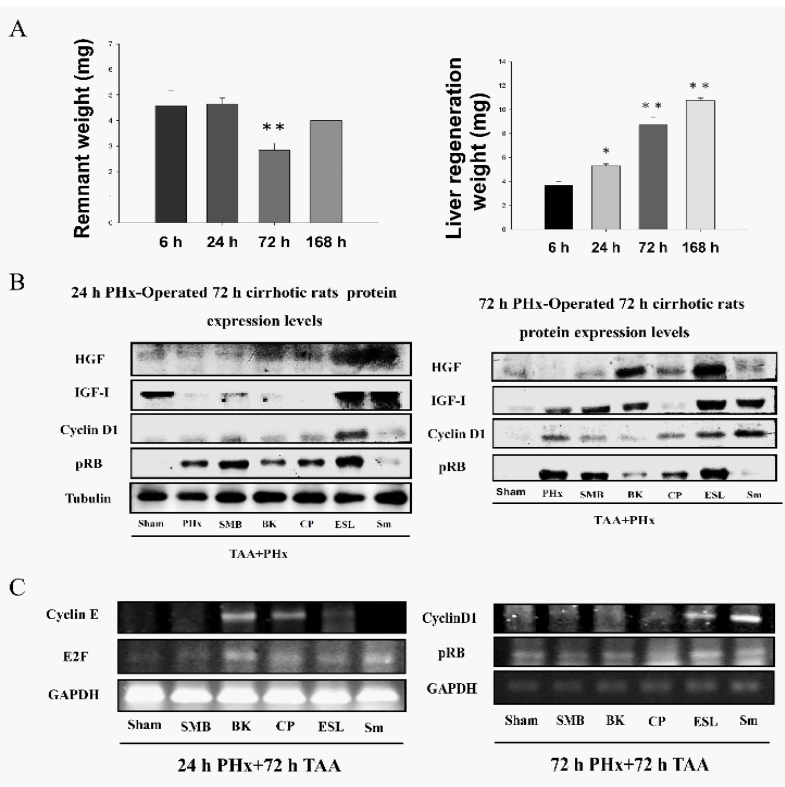 A
Remnant weight (mg)
7
6
5
4
3
2
1
0
**
6 h 24 h 72 h 168 h
Liver regeneration
weight (mg)
14
12
10
8
6
4
2
0
*
**
**
6 h 24 h 72 h 168 h
B
24 h PHx-Operated 72 h cirrhotic rats protein
expression levels
HGF
IGF-I
Cyclin D1
pRB
Tubulin
Sham PHx SMB BK CP ESL Sm
TAA+PHx
72 h PHx-Operated 72 h cirrhotic rats
protein expression levels
HGF
IGF-I
Cyclin D1
pRB
Sham PHx SMB BK CP ESL Sm
TAA+PHx
C
Cyclin E
E2F
GAPDH
Sham SMB BK CP ESL Sm
24 h PHx+72 h TAA
CyclinD1
pRB
GAPDH
Sham SMB BK CP ESL Sm
72 h PHx+72 h TAA